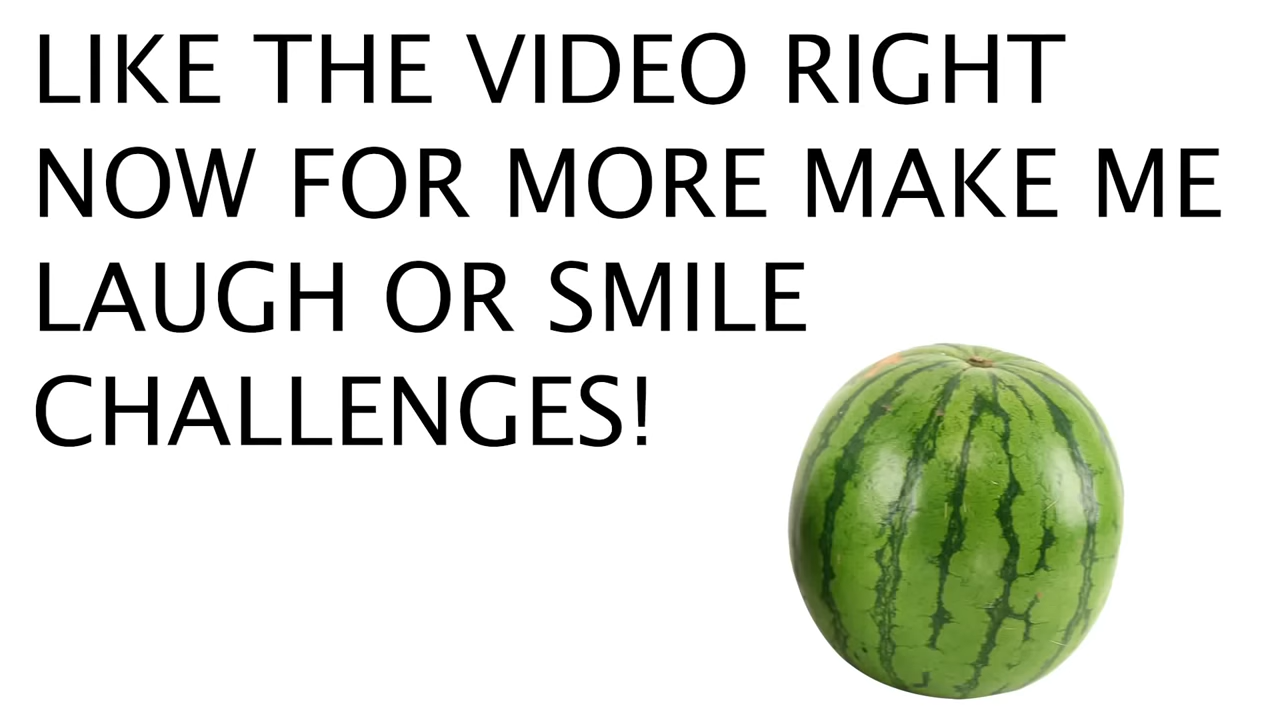 LIKE THE VIDEO RIGHT
NOW FOR MORE MAKE ME
LAUGH OR SMILE
CHALLENGES!